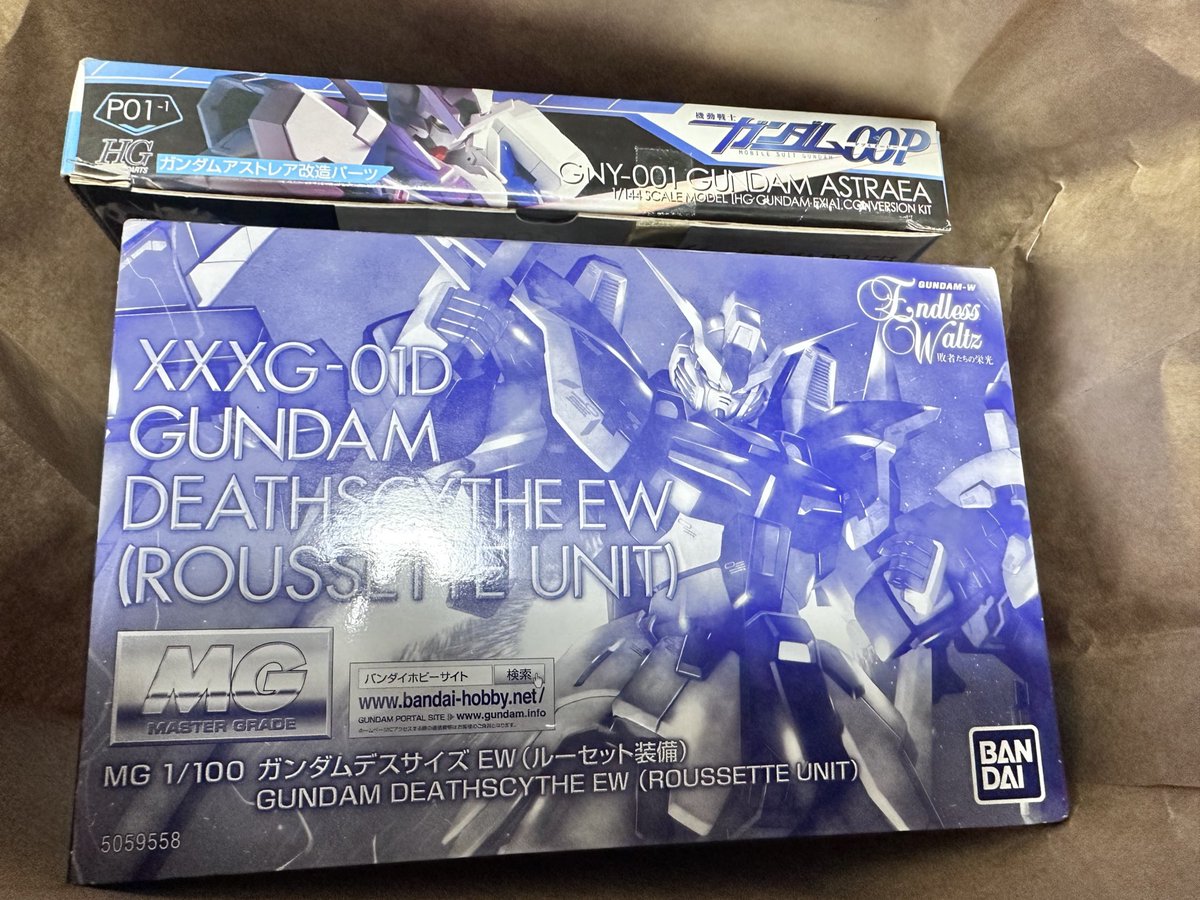 P01-1
HG
ガンダムアストレア改造パーツ
機動戦士
ガンダム00P
MOBILE SUIT GUNDAM
GNY-001 GUNDAM ASTRAEA
1/144 SCALE MODEL [HG GUNDAM EXIA] CONVERSION KIT
GUNDAM-W
Endless
Waltz
敗者たちの栄光
XXXG-01D
GUNDAM
DEATHSCYTHE EW
(ROUSSETTE UNIT)
MG
MASTER GRADE
バンダイホビーサイト 検索
www.bandai-hobby.net/
GUNDAM PORTAL SITE www.gundam.info
MG 1/100 ガンダムデスサイズ EW (ルーセット装備)
GUNDAM DEATHSCYTHE EW (ROUSSETTE UNIT)
BAN
DAI
5059558